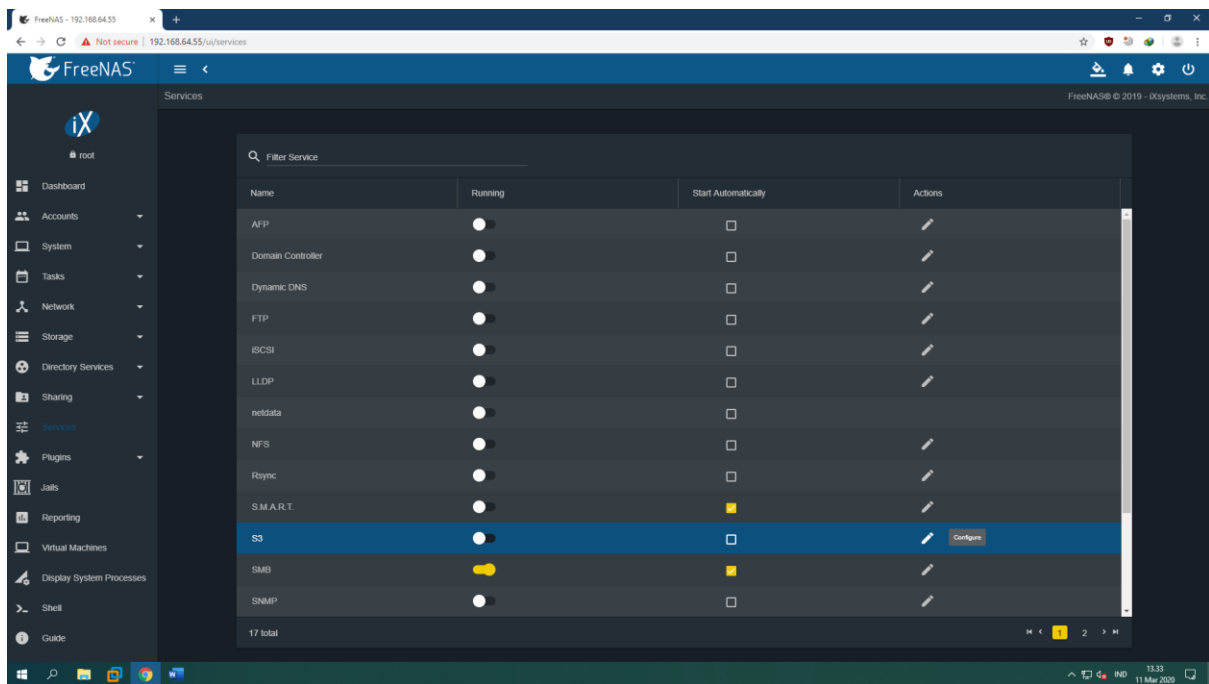 FreeNAS - 192.168.64.55
Not secure | 192.168.64.55/ui/services
FreeNAS
Services
FreeNAS® © 2019 - iXsystems, Inc.
iX
root
Dashboard
Accounts
System
Tasks
Network
Storage
Directory Services
Sharing
Services
Plugins
Jails
Reporting
Virtual Machines
Display System Processes
Shell
Guide
Filter Service
Name Running Start Automatically Actions
AFP
Domain Controller
Dynamic DNS
FTP
iSCSI
LLDP
netdata
NFS
Rsync
S.M.A.R.T.
S3 Configure
SMB
SNMP
17 total 1 2
IND 13.33
11 Mar 2020